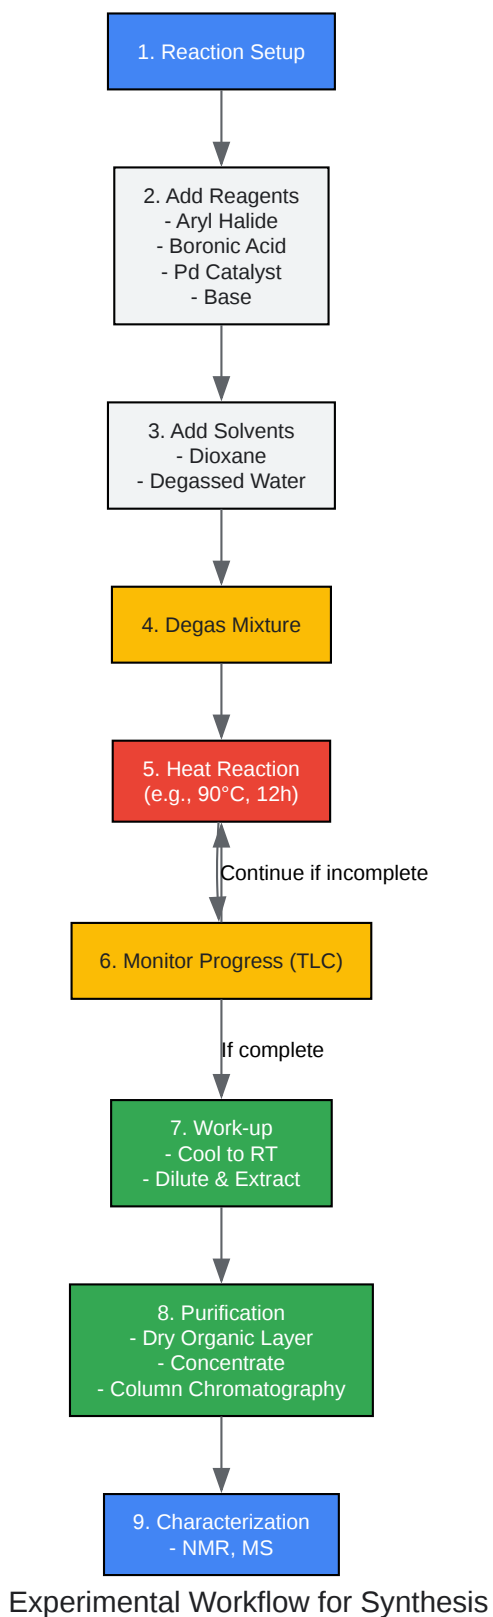 1. Reaction Setup
2. Add Reagents
- Aryl Halide
- Boronic Acid
- Pd Catalyst
- Base
3. Add Solvents
- Dioxane
- Degassed Water
4. Degas Mixture
5. Heat Reaction
(e.g., 90°C, 12h)
Continue if incomplete
6. Monitor Progress (TLC)
If complete
7. Work-up
- Cool to RT
- Dilute & Extract
8. Purification
- Dry Organic Layer
- Concentrate
- Column Chromatography
9. Characterization
- NMR, MS
Experimental Workflow for Synthesis